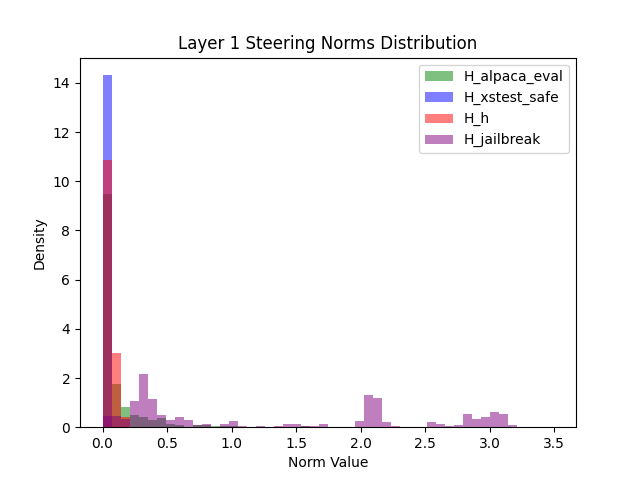 Layer 1 Steering Norms Distribution
H_alpaca_eval
H_xstest_safe
H_h
H_jailbreak
Density
14
12
10
8
6
4
2
0
0.0 0.5 1.0 1.5 2.0 2.5 3.0 3.5
Norm Value